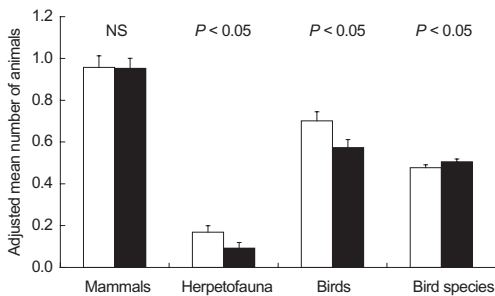 Adjusted mean number of animals
1.2
1.0
0.8
0.6
0.4
0.2
0.0
NS P < 0.05 P < 0.05 P < 0.05
Mammals Herpetofauna Birds Bird species